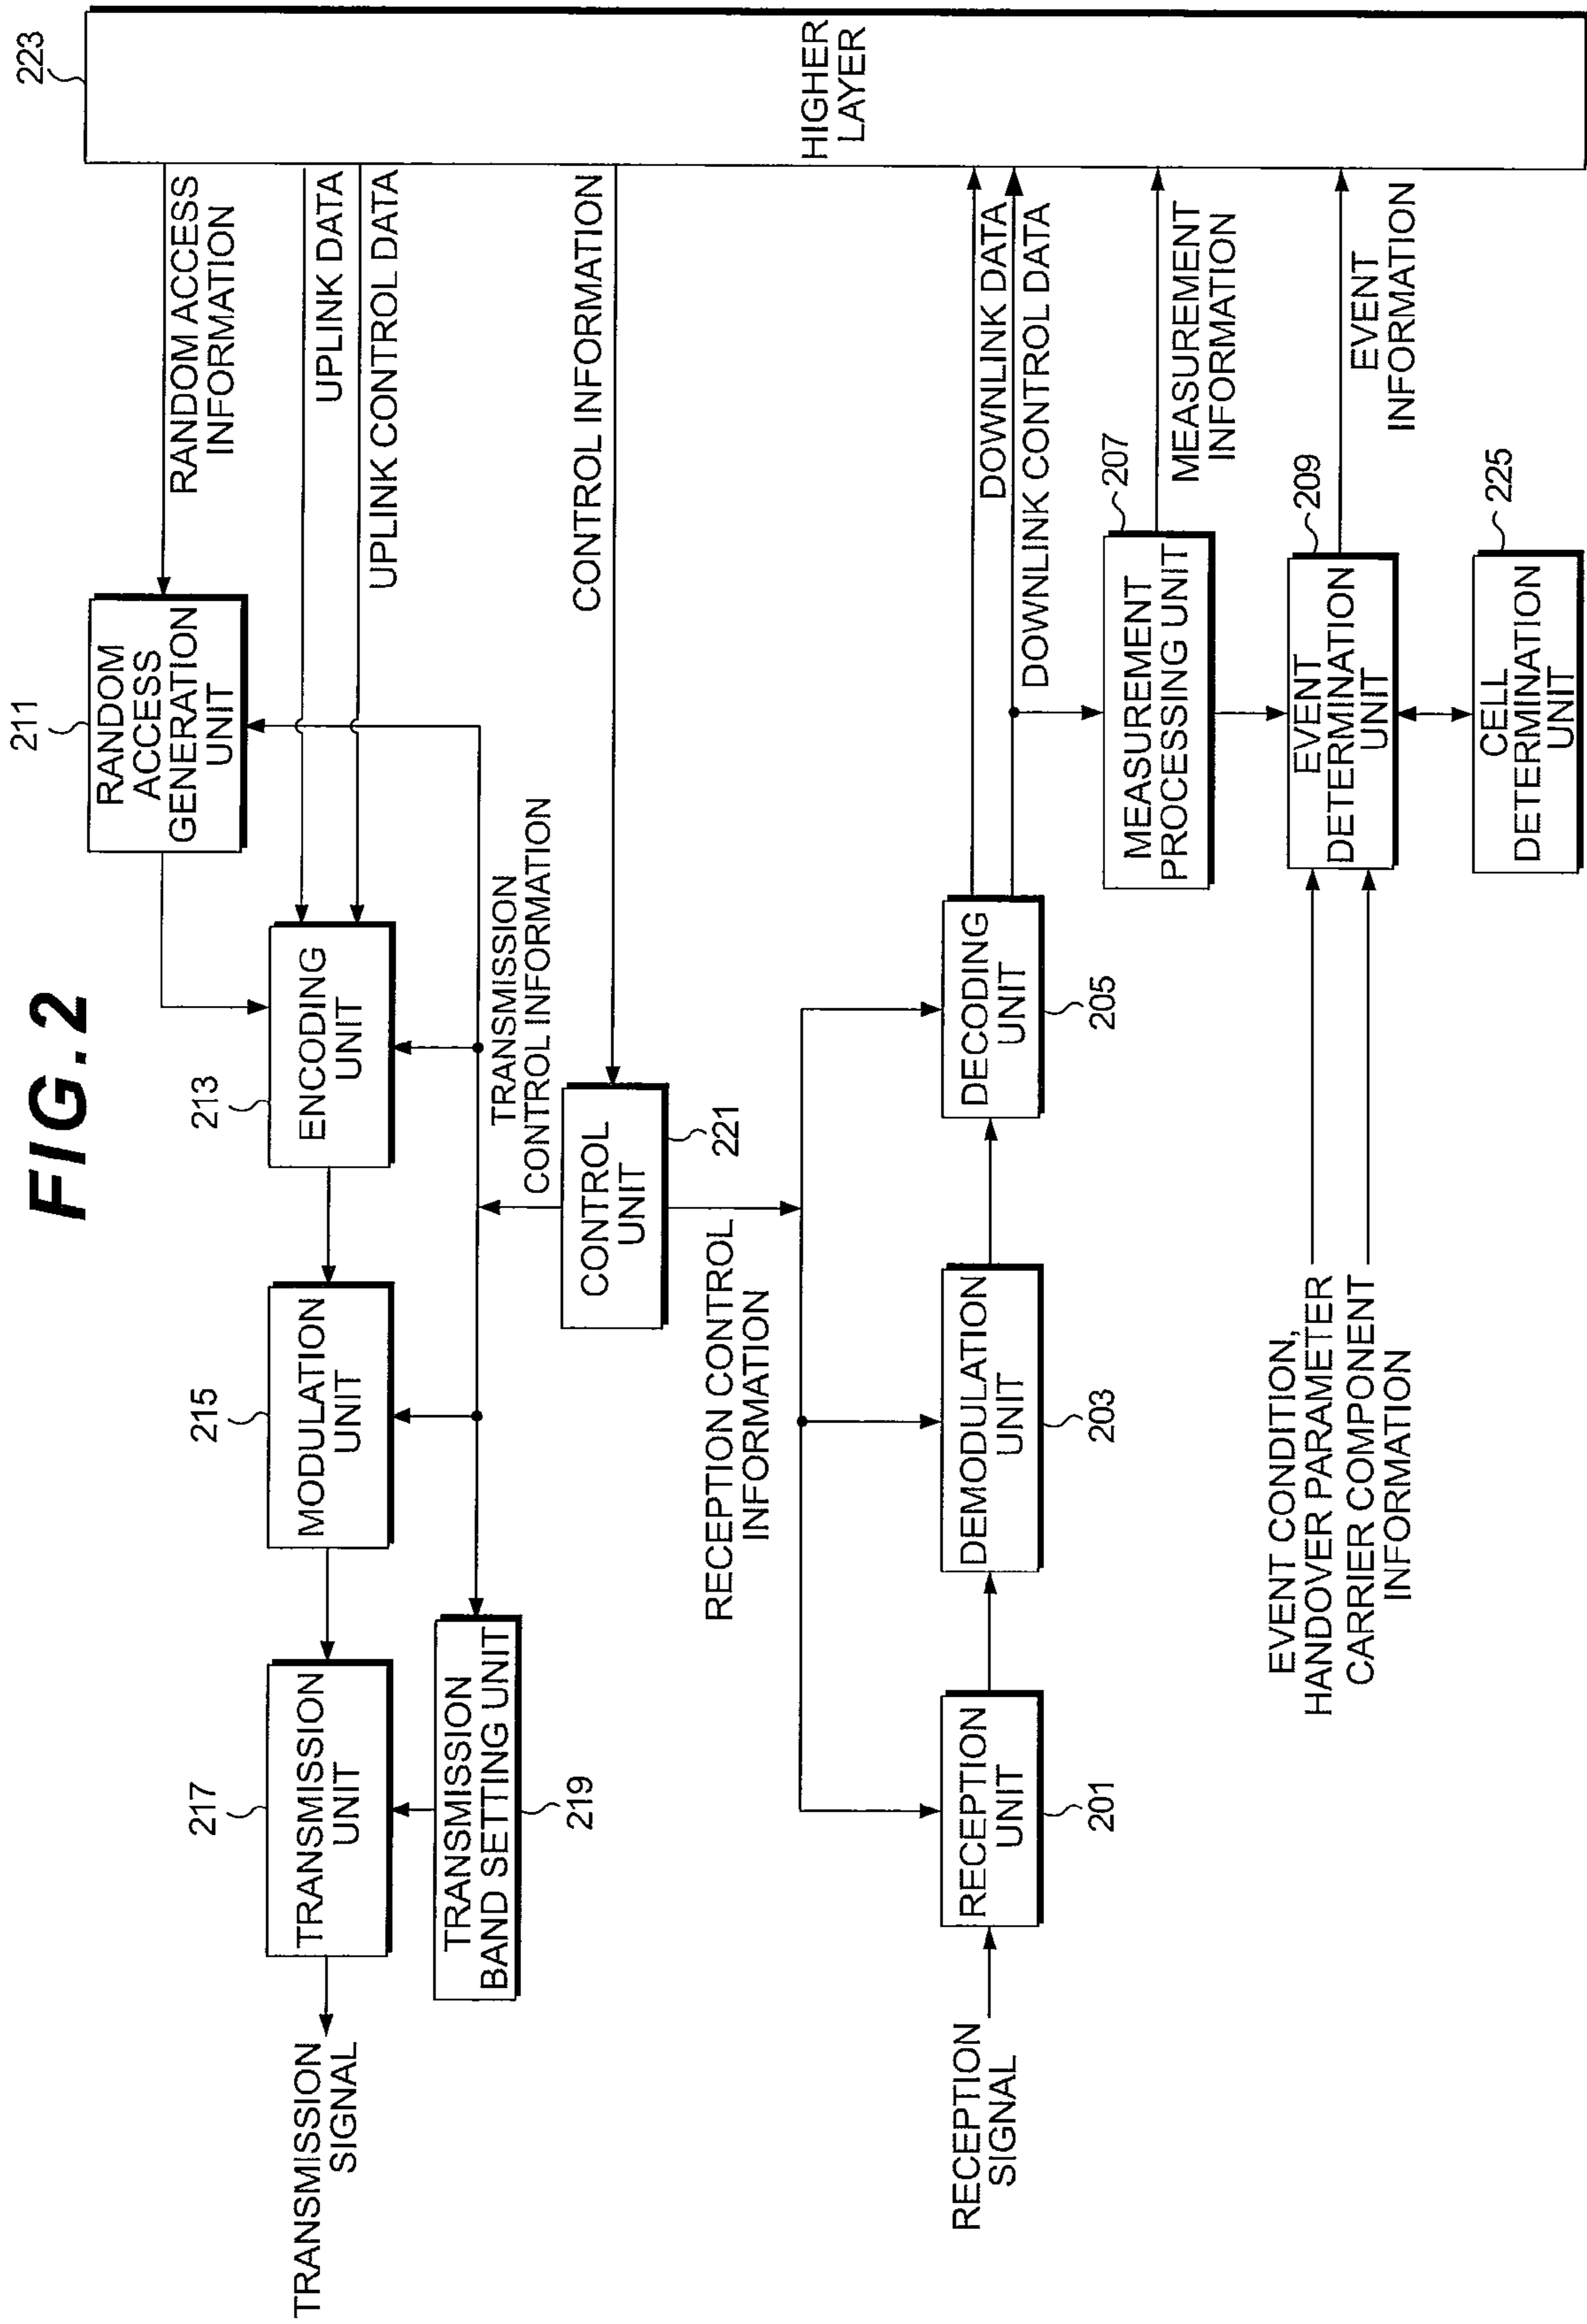 FIG.2
223
HIGHER
LAYER
RANDOM ACCESS
INFORMATION
UPLINK DATA
UPLINK CONTROL DATA
CONTROL INFORMATION
DOWNLINK DATA
DOWNLINK CONTROL DATA
MEASUREMENT
INFORMATION
EVENT
INFORMATION
211
RANDOM
ACCESS
GENERATION
UNIT
213
ENCODING
UNIT
215
MODULATION
UNIT
217
TRANSMISSION
UNIT
TRANSMISSION
SIGNAL
TRANSMISSION
BAND SETTING UNIT
219
TRANSMISSION
CONTROL INFORMATION
CONTROL
UNIT
221
RECEPTION CONTROL
INFORMATION
RECEPTION
SIGNAL
RECEPTION
UNIT
201
DEMODULATION
UNIT
203
DECODING
UNIT
205
207
MEASUREMENT
PROCESSING UNIT
209
EVENT
DETERMINATION
UNIT
225
CELL
DETERMINATION
UNIT
EVENT CONDITION,
HANDOVER PARAMETER
CARRIER COMPONENT
INFORMATION